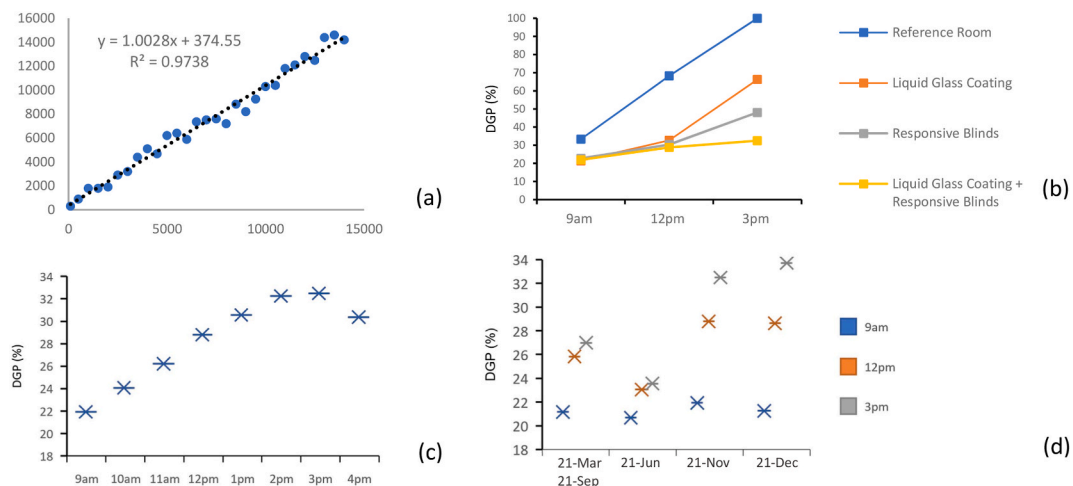 16000
14000
12000
10000
8000
6000
4000
2000
0
y = 1.0028x + 374.55
R² = 0.9738
(a)
0 5000 10000 15000
DGP (%)
100
90
80
70
60
50
40
30
20
10
0
9am 12pm 3pm
Reference Room
Liquid Glass Coating
Responsive Blinds
Liquid Glass Coating +
Responsive Blinds
(b)
DGP (%)
34
32
30
28
26
24
22
20
18
9am 10am 11am 12pm 1pm 2pm 3pm 4pm
(c)
DGP (%)
34
32
30
28
26
24
22
20
18
21-Mar 21-Jun 21-Nov 21-Dec
21-Sep
9am
12pm
3pm
(d)